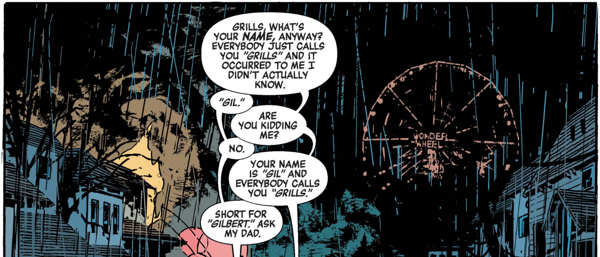 GRILLS, WHAT'S
YOUR NAME, ANYWAY?
EVERYBODY JUST CALLS
YOU "GRILLS" AND IT
OCCURRED TO ME I
DIDN'T ACTUALLY
KNOW.
"GIL."
ARE
YOU KIDDING
ME?
NO.
YOUR NAME
IS "GIL" AND
EVERYBODY CALLS
YOU "GRILLS."
SHORT FOR
"GILBERT." ASK
MY DAD.
WONDER
WHEEL